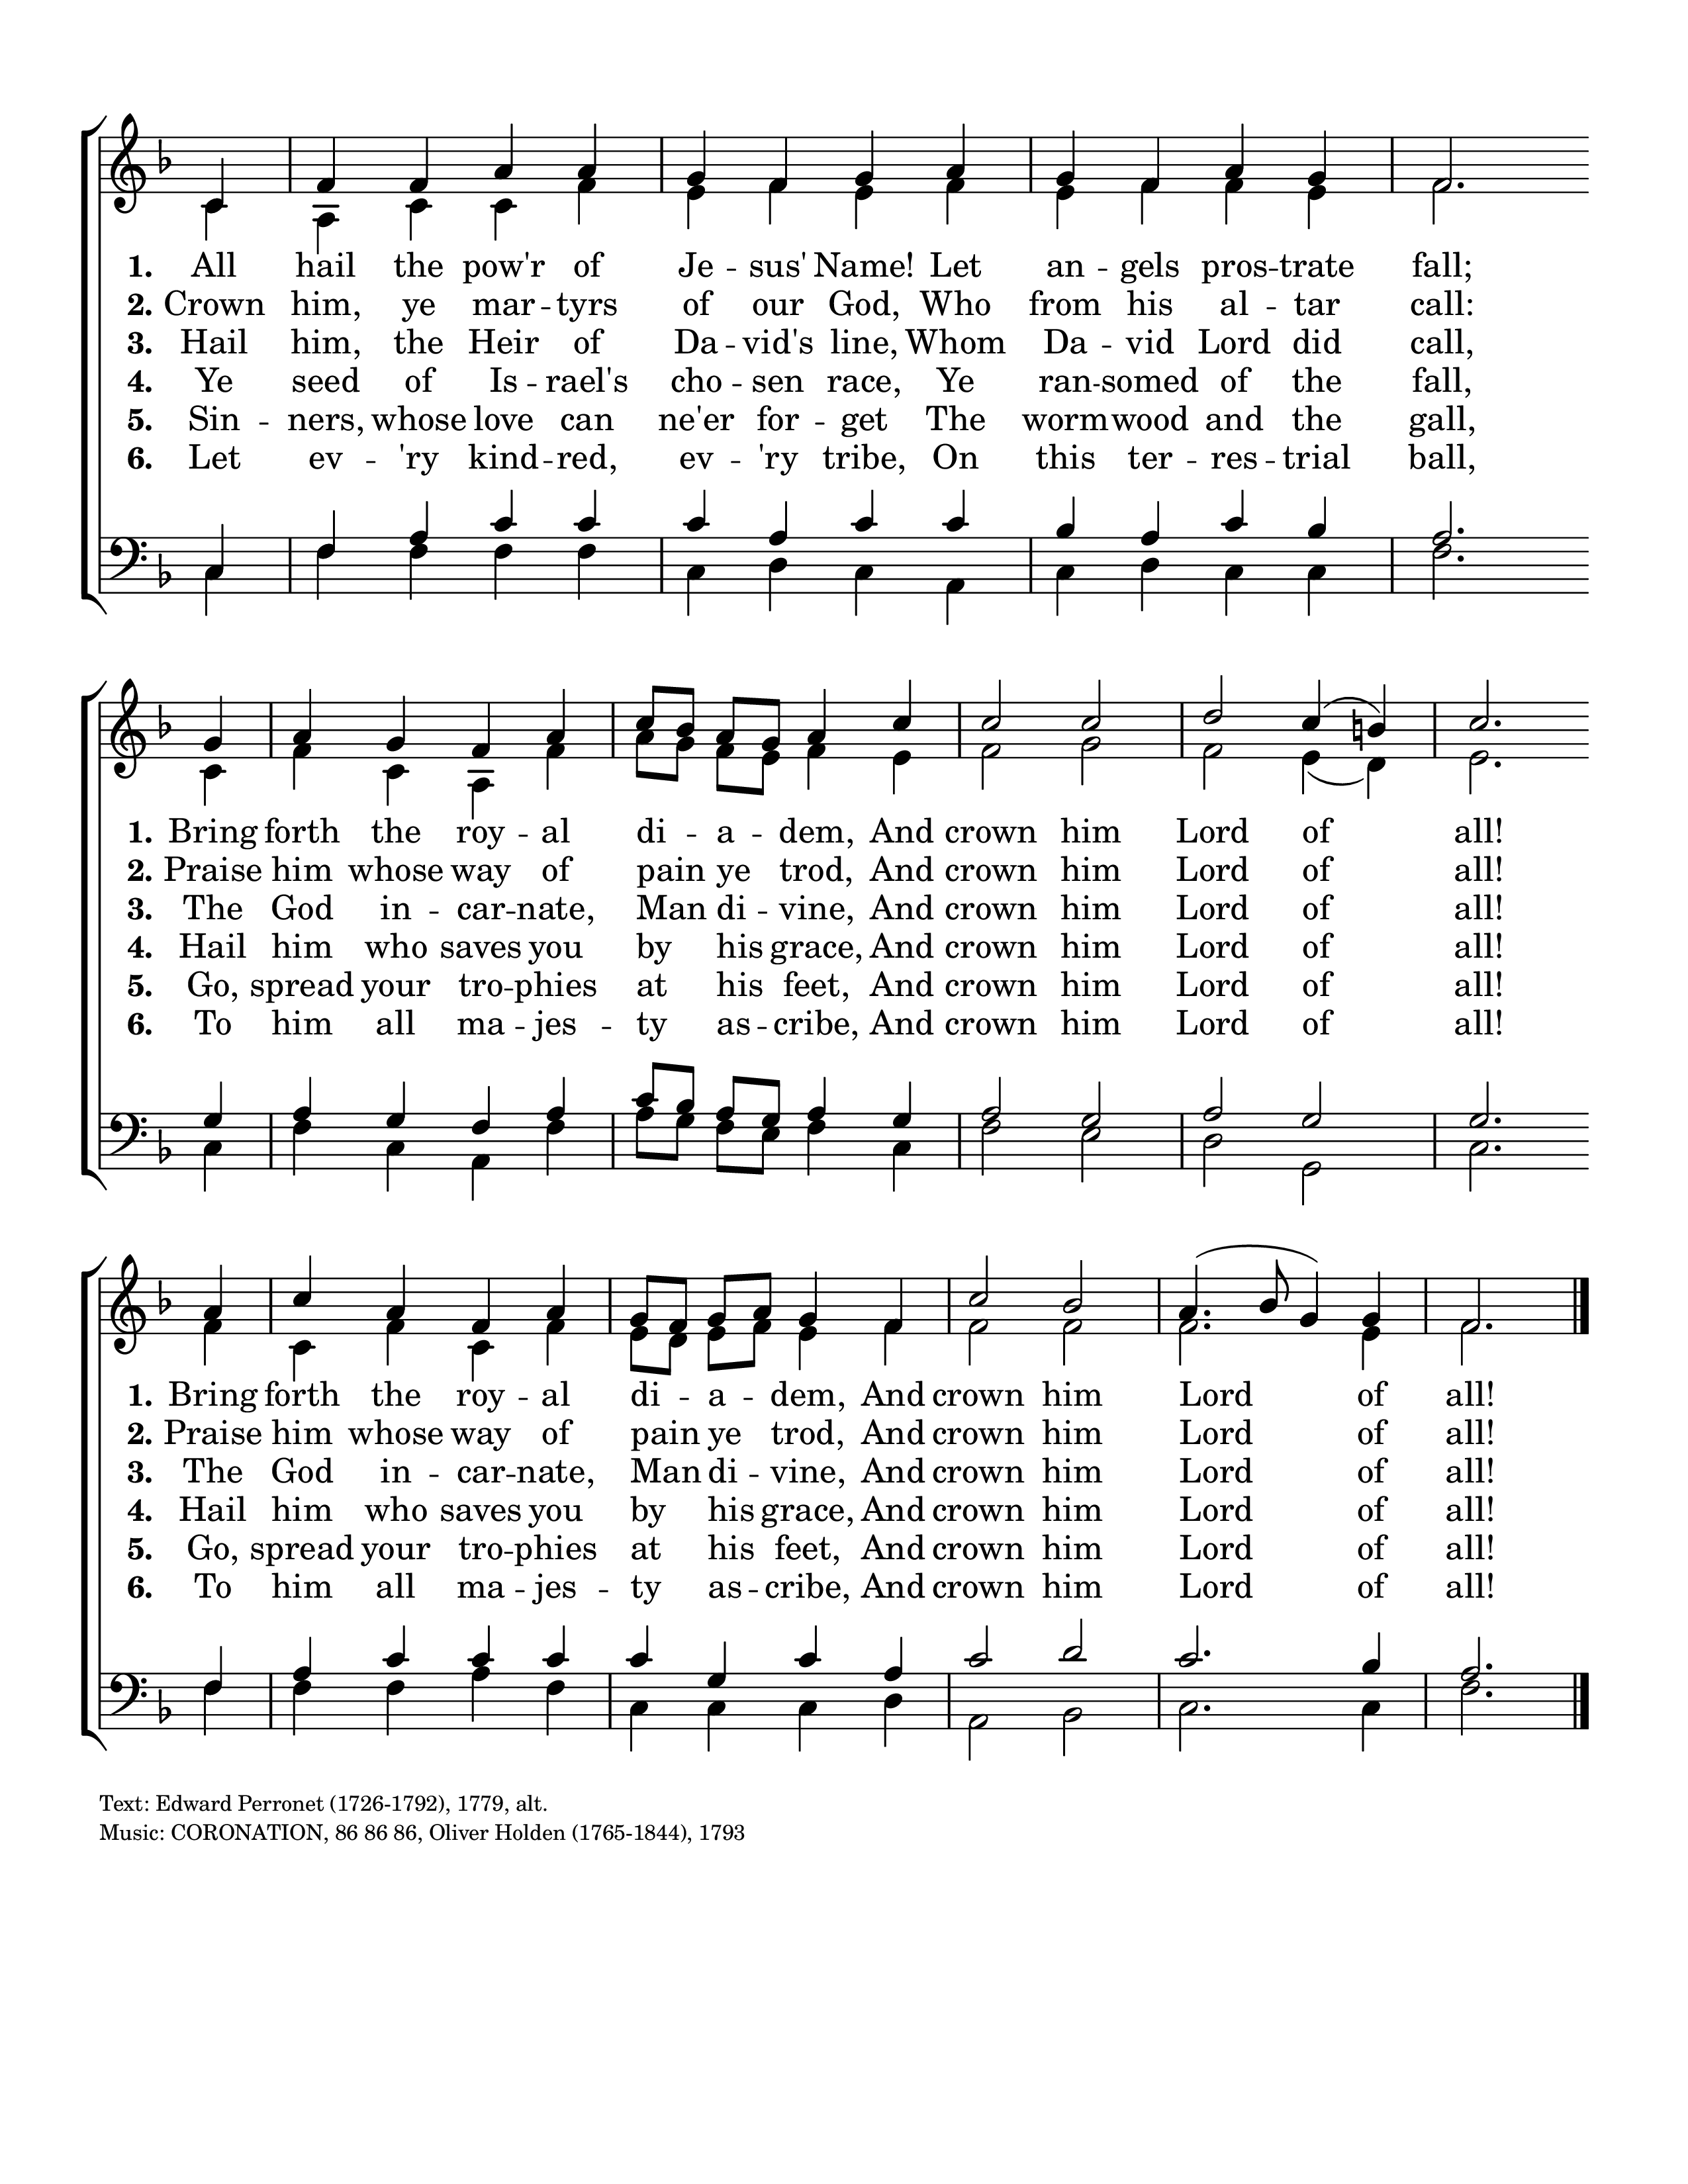 1. All hail the pow'r of Je -- sus' Name! Let an -- gels pros -- trate fall;
2. Crown him, ye mar -- tyrs of our God, Who from his al -- tar call:
3. Hail him, the Heir of Da -- vid's line, Whom Da -- vid Lord did call,
4. Ye seed of Is -- rael's cho -- sen race, Ye ran -- somed of the fall,
5. Sin -- ners, whose love can ne'er for -- get The worm -- wood and the gall,
6. Let ev -- 'ry kind -- red, ev -- 'ry tribe, On this ter -- res -- trial ball,
1. Bring forth the roy -- al di -- a -- dem, And crown him Lord of all!
2. Praise him whose way of pain ye trod, And crown him Lord of all!
3. The God in -- car -- nate, Man di -- vine, And crown him Lord of all!
4. Hail him who saves you by his grace, And crown him Lord of all!
5. Go, spread your tro -- phies at his feet, And crown him Lord of all!
6. To him all ma -- jes -- ty as -- cribe, And crown him Lord of all!
1. Bring forth the roy -- al di -- a -- dem, And crown him Lord of all!
2. Praise him whose way of pain ye trod, And crown him Lord of all!
3. The God in -- car -- nate, Man di -- vine, And crown him Lord of all!
4. Hail him who saves you by his grace, And crown him Lord of all!
5. Go, spread your tro -- phies at his feet, And crown him Lord of all!
6. To him all ma -- jes -- ty as -- cribe, And crown him Lord of all!
Text: Edward Perronet (1726-1792), 1779, alt.
Music: CORONATION, 86 86 86, Oliver Holden (1765-1844), 1793